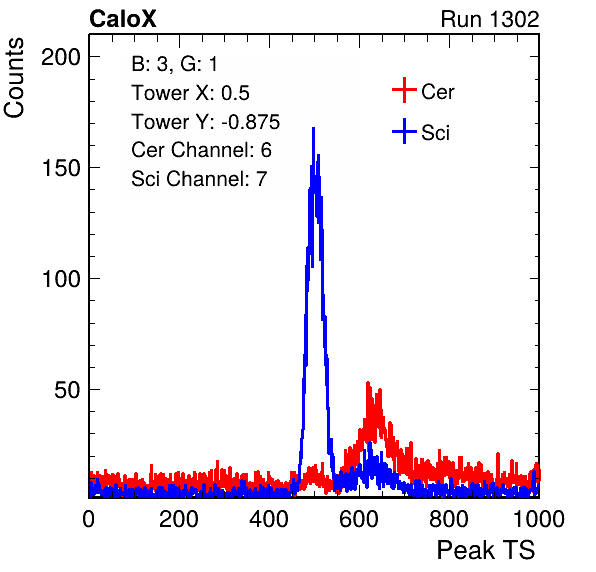 CaloX Run 1302
Counts
200
150
100
50
B: 3, G: 1
Tower X: 0.5
Tower Y: -0.875
Cer Channel: 6
Sci Channel: 7
Cer
Sci
0 200 400 600 800 1000
Peak TS